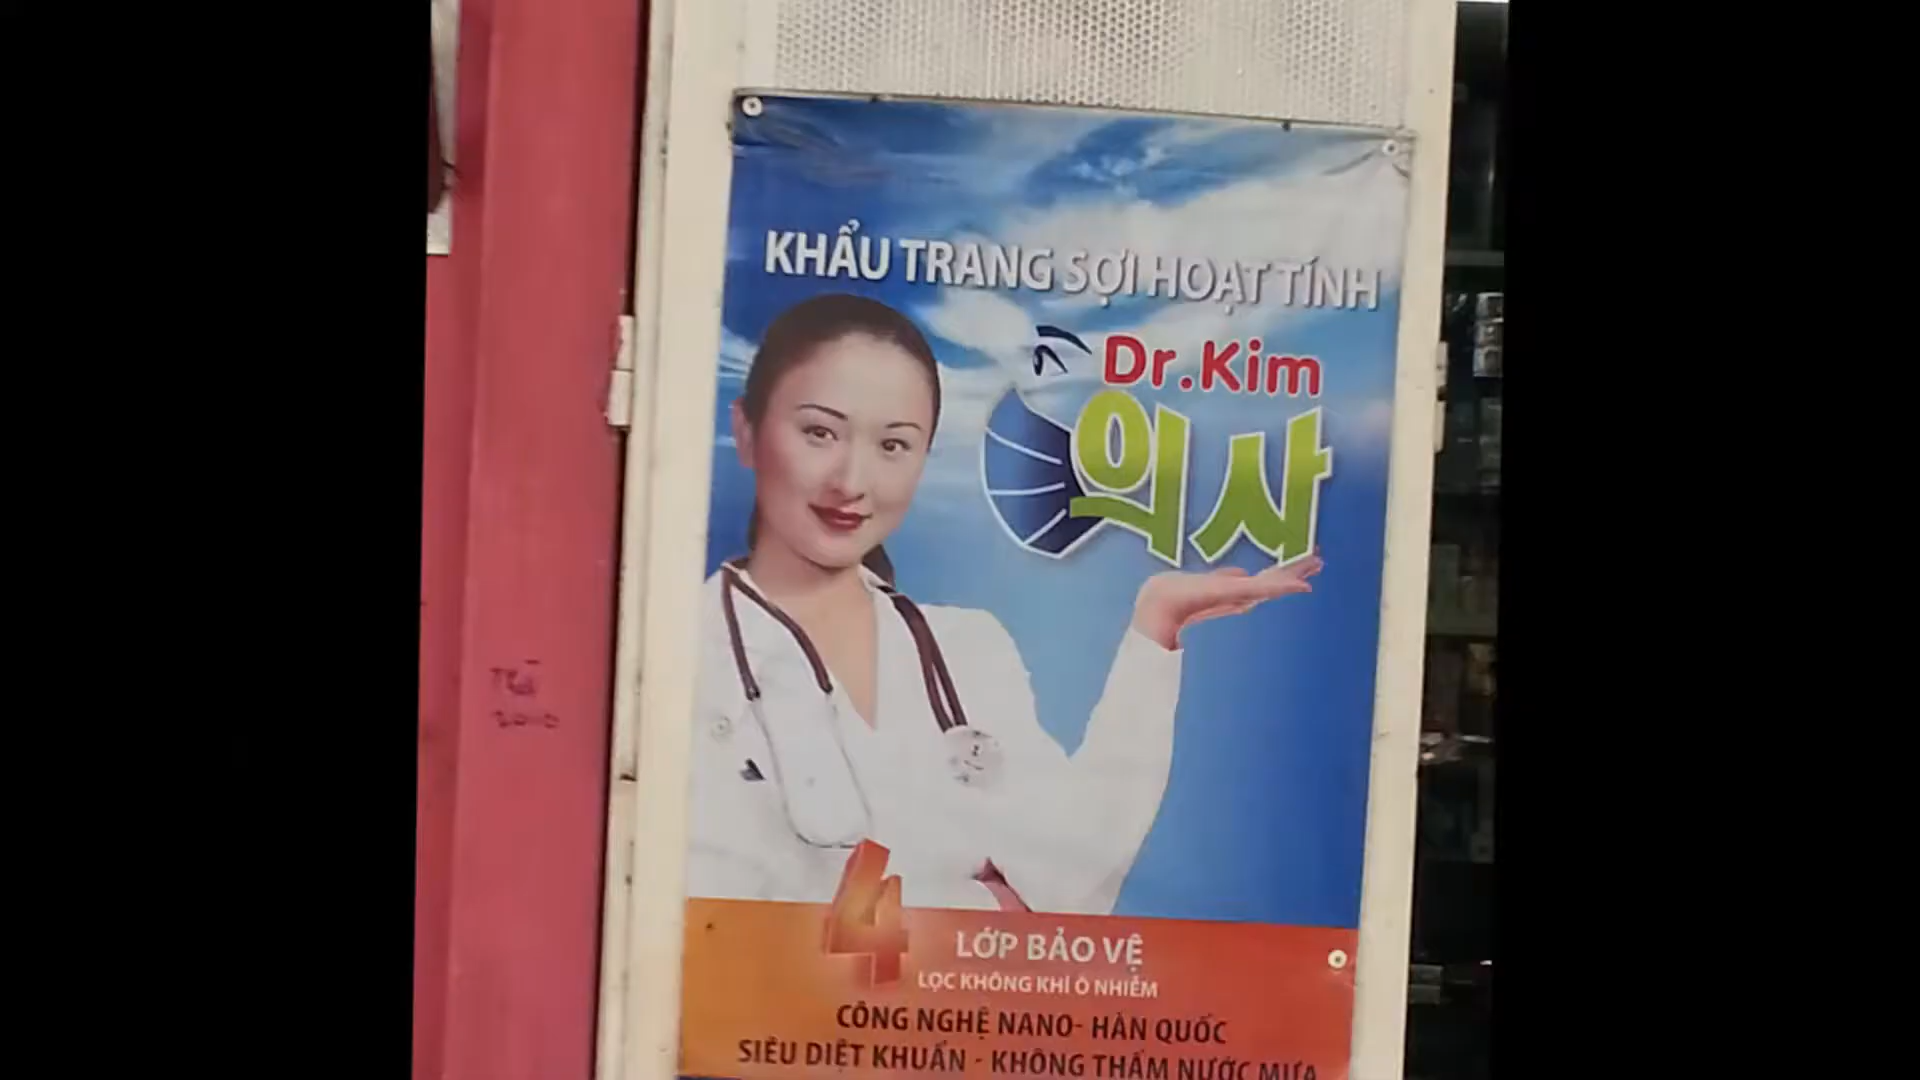 KHẨU TRANG SỢI HOẠT TÍNH
Dr.Kim
의사
4 LỚP BẢO VỆ
LỌC KHÔNG KHÍ Ô NHIỄM
CÔNG NGHỆ NANO- HÀN QUỐC
SIÊU DIỆT KHUẨN - KHÔNG THẤM NƯỚC MƯA